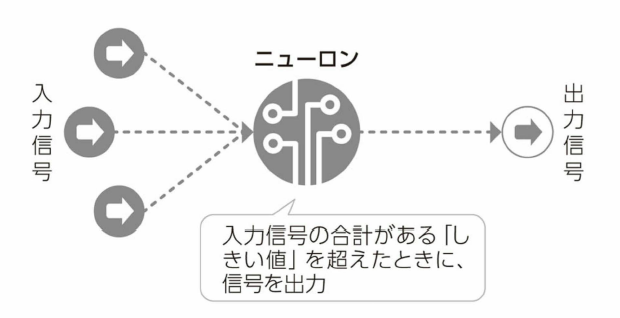 ニューロン
入力信号
出力信号
入力信号の合計がある「し
きい値」を超えたときに、
信号を出力